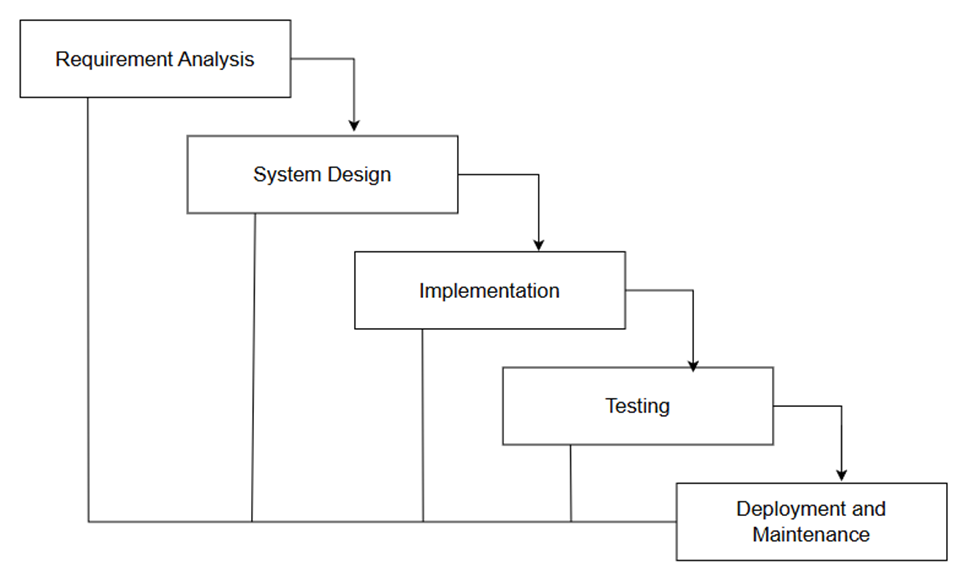 Requirement Analysis
System Design
Implementation
Testing
Deployment and
Maintenance